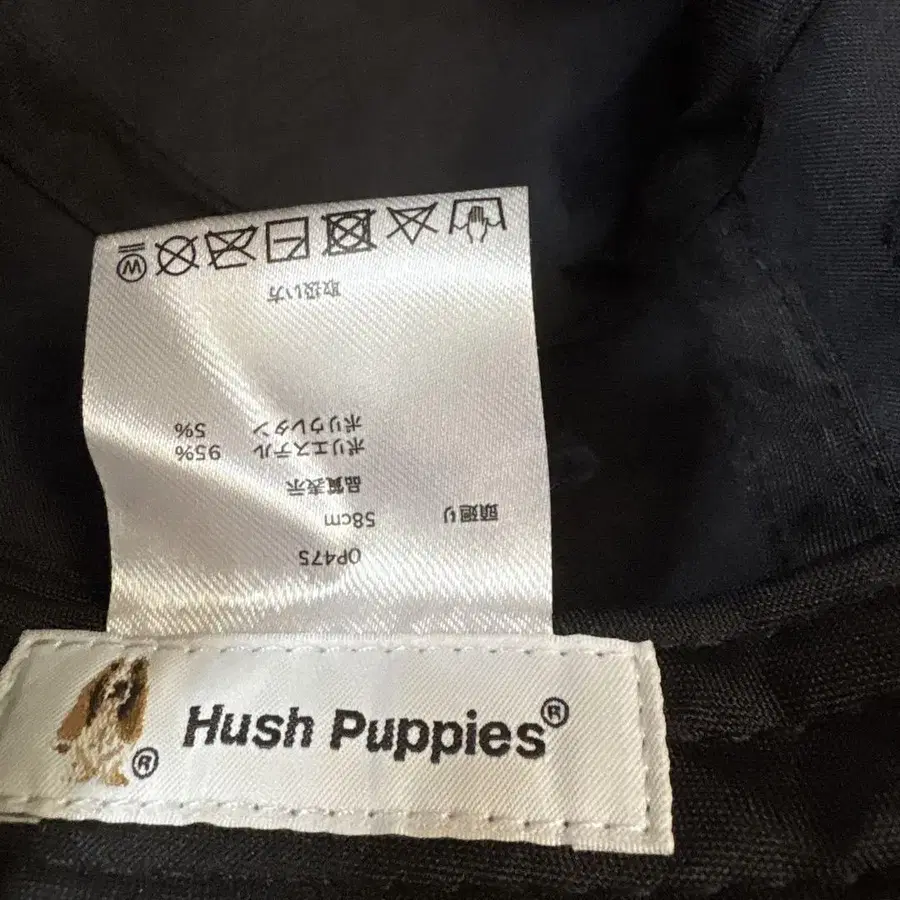 OP475
頭廻り 58cm
品質表示
ポリエステル 95%
ポリウレタン 5%
取扱い方
W
Hush Puppies®
®